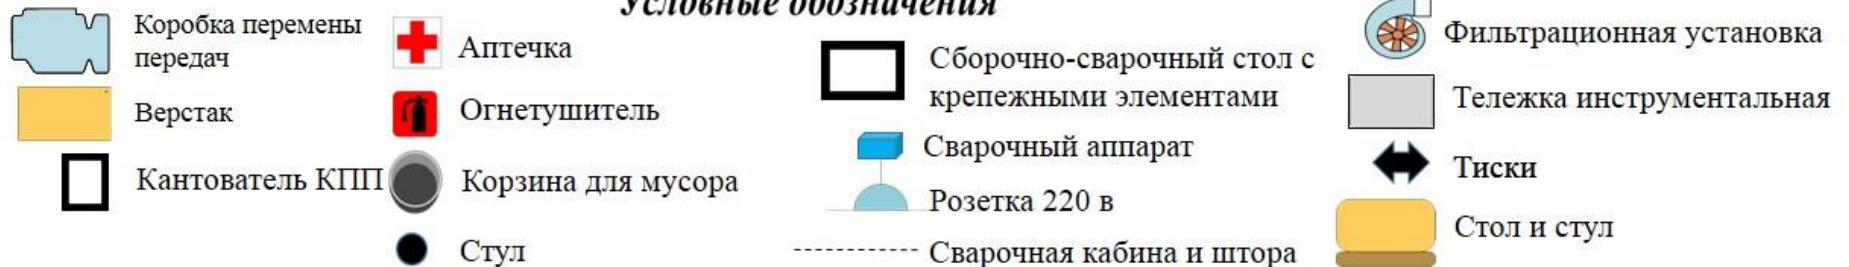 Условные обозначения
Коробка перемены
передач
Верстак
Кантователь КПП
Аптечка
Огнетушитель
Корзина для мусора
Стул
Сборочно-сварочный стол с
крепежными элементами
Сварочный аппарат
Розетка 220 в
Сварочная кабина и штора
Фильтрационная установка
Тележка инструментальная
Тиски
Стол и стул